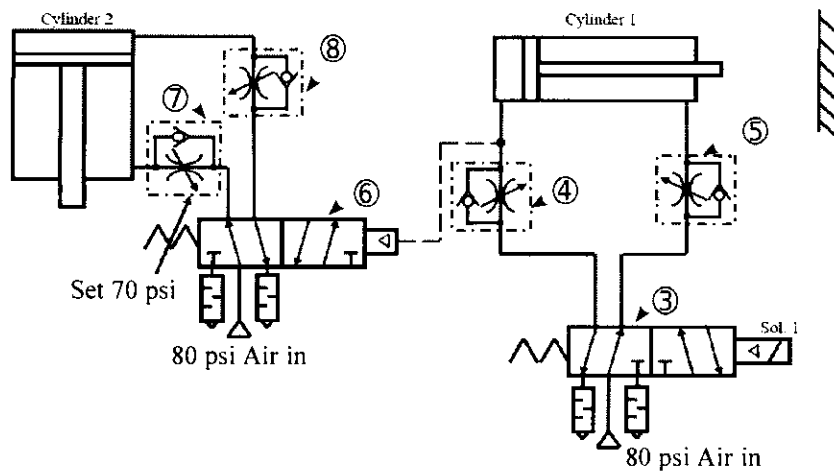 Cylinder 2
Cylinder 1
⑧
⑦
⑤
④
⑥
Set 70 psi
③
Sol. 1
80 psi Air in
80 psi Air in